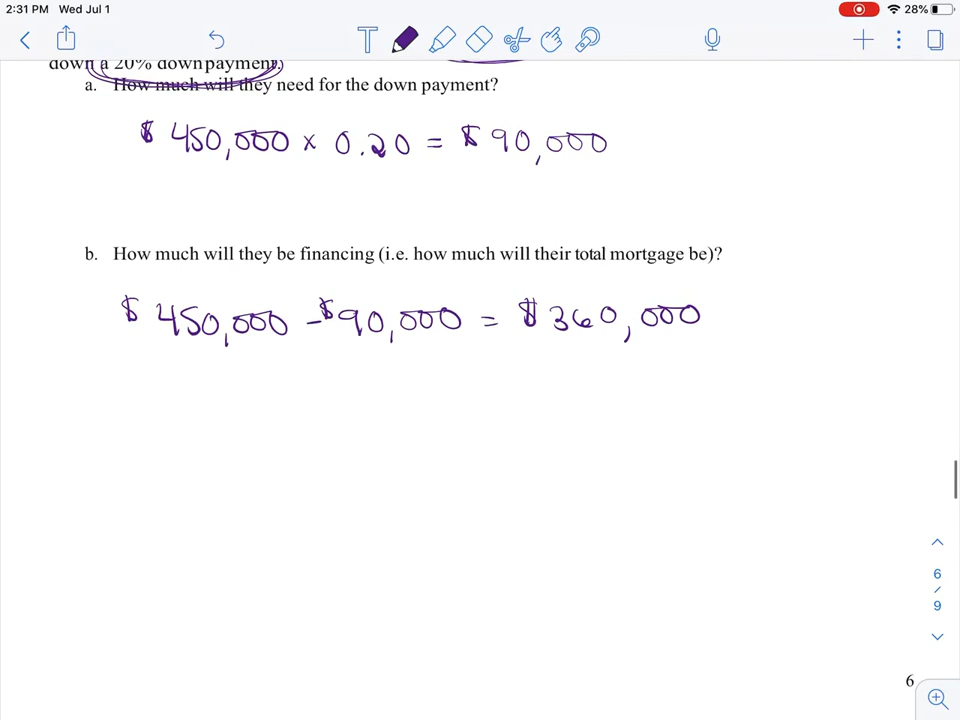 2:31 PM Wed Jul 1
28%
T
down a 20% down payment.
a. How much will they need for the down payment?
$ 450,000 × 0.20 = $ 90,000
b. How much will they be financing (i.e. how much will their total mortgage be)?
$ 450,000 - $90,000 = $ 360,000
6
/
9
6